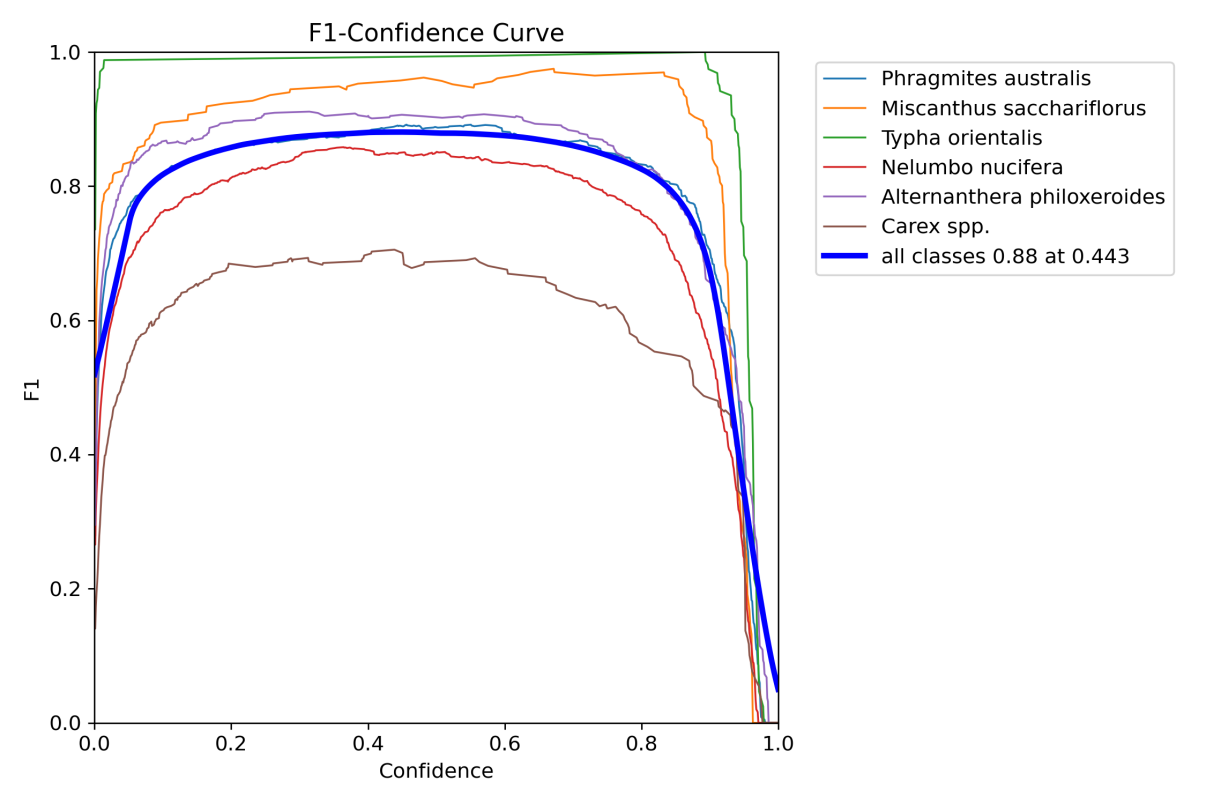 F1-Confidence Curve
1.0
0.8
0.6
0.4
0.2
0.0
F1
0.0 0.2 0.4 0.6 0.8 1.0
Confidence
Phragmites australis
Miscanthus sacchariflorus
Typha orientalis
Nelumbo nucifera
Alternanthera philoxeroides
Carex spp.
all classes 0.88 at 0.443